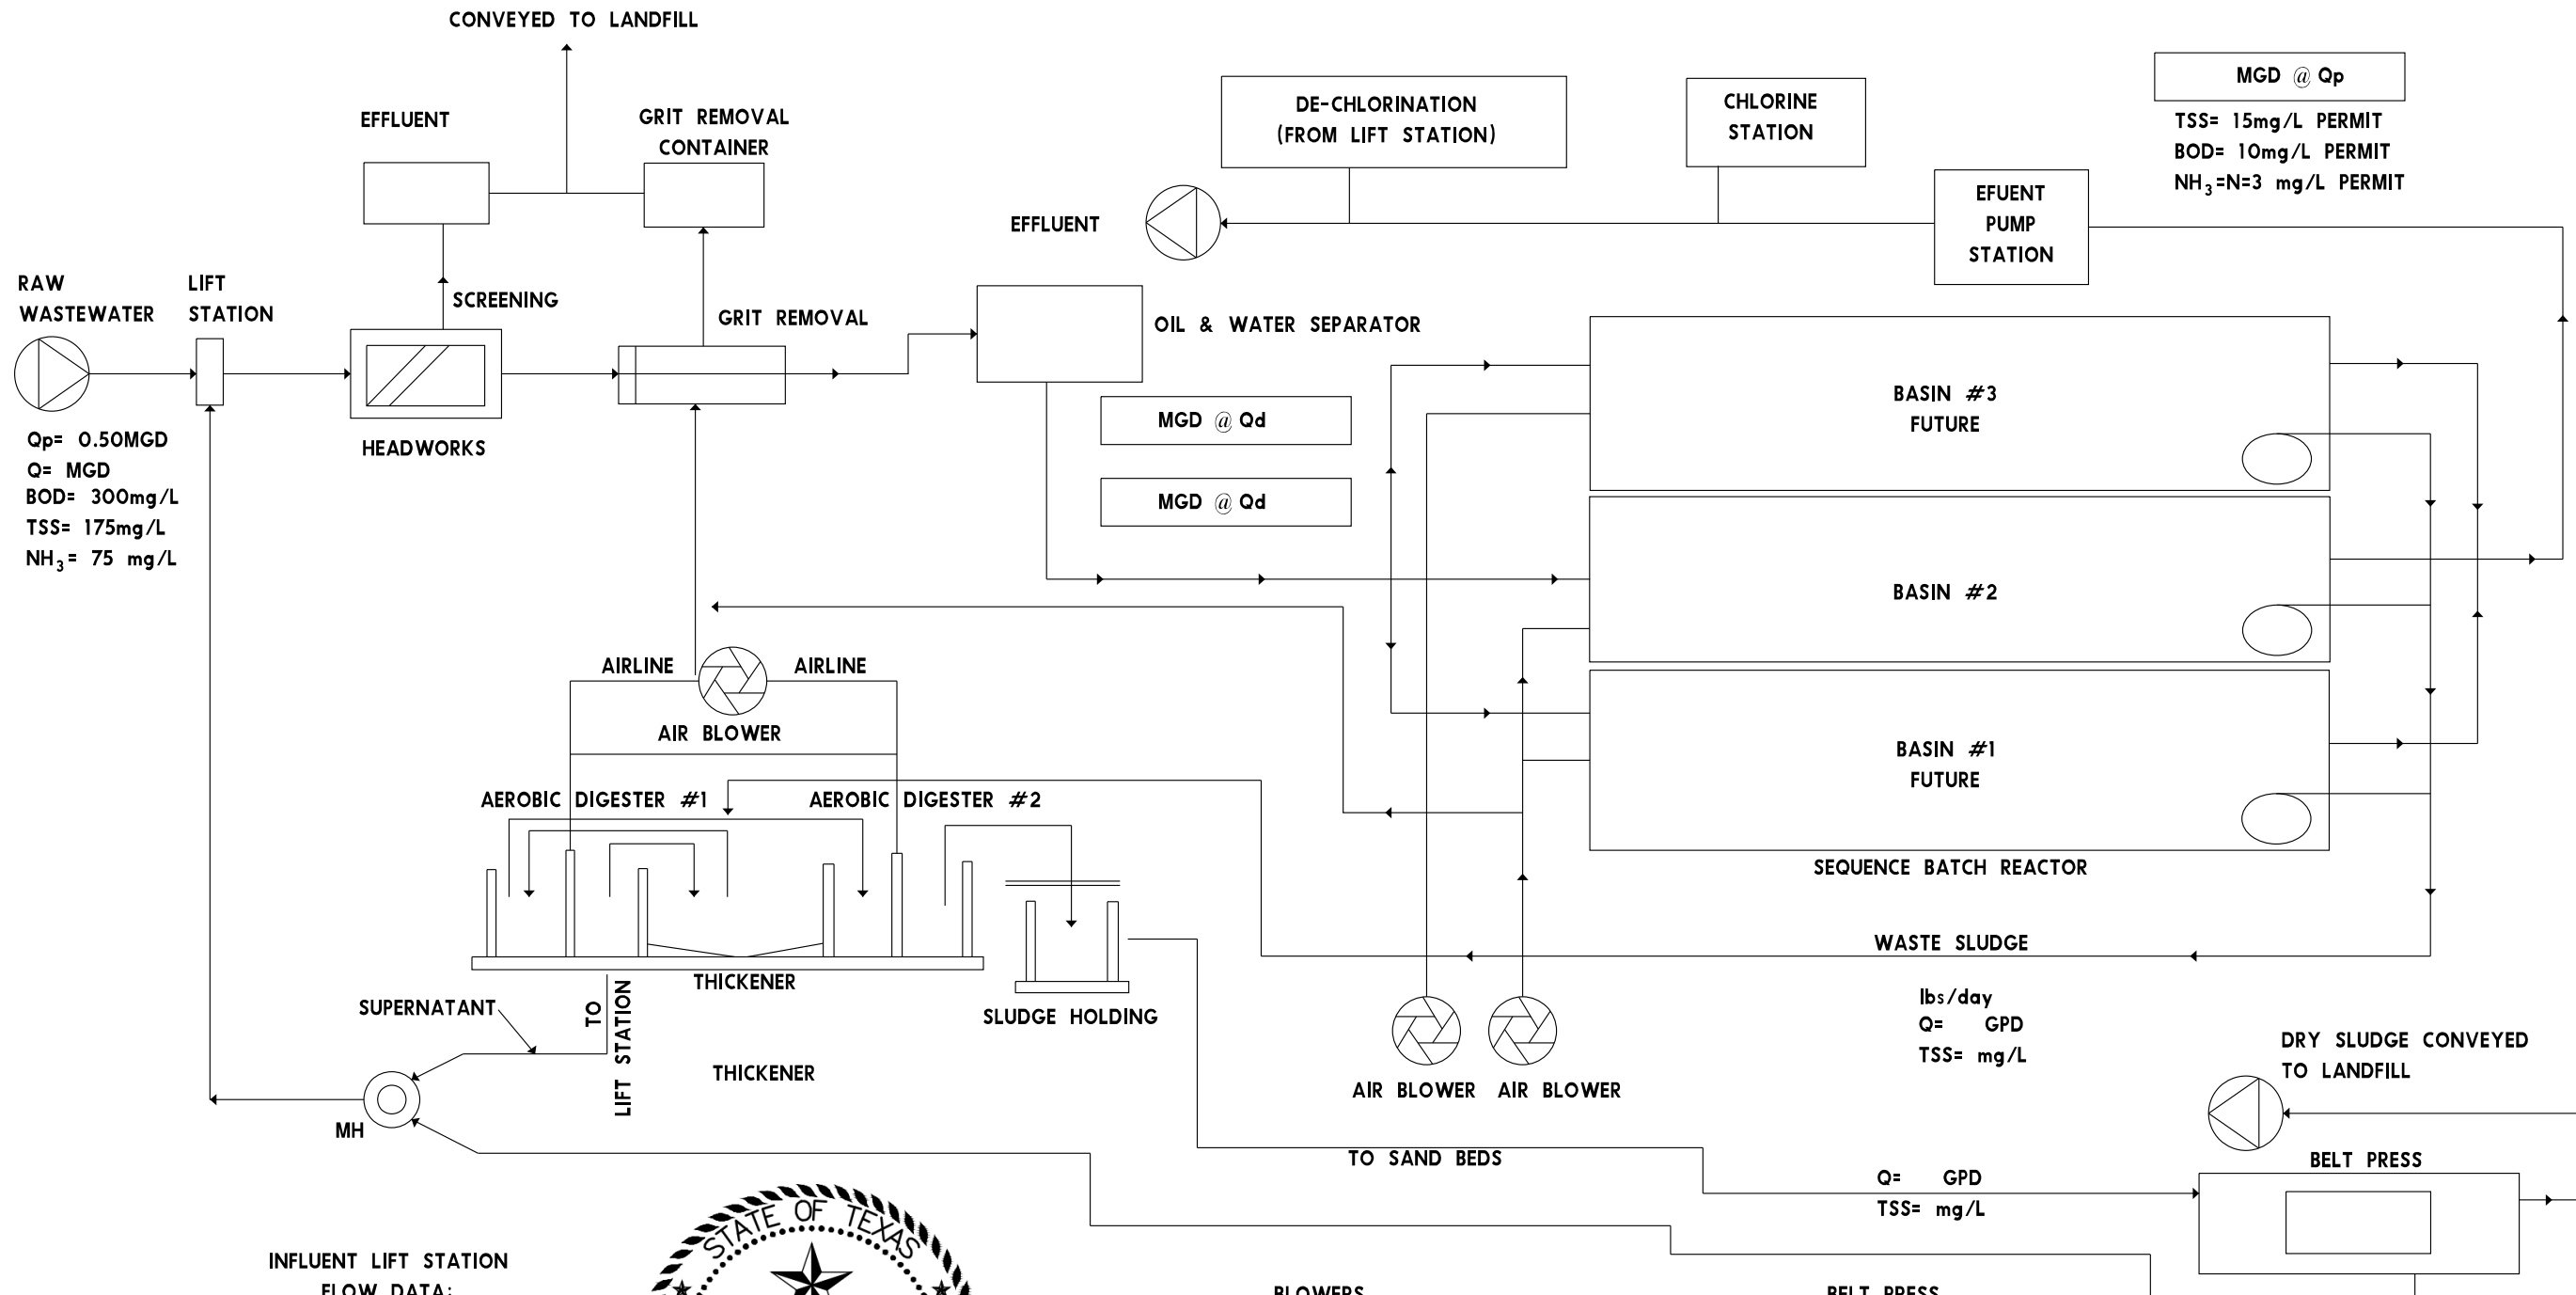 CONVEYED TO LANDFILL
EFFLUENT
GRIT REMOVAL
CONTAINER
DE-CHLORINATION
(FROM LIFT STATION)
CHLORINE
STATION
MGD @ Qp
TSS= 15mg/L PERMIT
BOD= 10mg/L PERMIT
NH₃=N=3 mg/L PERMIT
EFFLUENT
EFUENT
PUMP
STATION
RAW
WASTEWATER
LIFT
STATION
SCREENING
GRIT REMOVAL
OIL & WATER SEPARATOR
HEADWORKS
Qp= 0.50MGD
Q= MGD
BOD= 300mg/L
TSS= 175mg/L
NH₃= 75 mg/L
MGD @ Qd
MGD @ Qd
BASIN #3
FUTURE
BASIN #2
BASIN #1
FUTURE
SEQUENCE BATCH REACTOR
AIRLINE
AIRLINE
AIR BLOWER
AEROBIC DIGESTER #1
AEROBIC DIGESTER #2
THICKENER
SUPERNATANT
TO
LIFT STATION
SLUDGE HOLDING
THICKENER
MH
WASTE SLUDGE
lbs/day
Q= GPD
TSS= mg/L
AIR BLOWER
AIR BLOWER
DRY SLUDGE CONVEYED
TO LANDFILL
TO SAND BEDS
BELT PRESS
Q= GPD
TSS= mg/L
STATE OF TEXAS
INFLUENT LIFT STATION
FLOW DATA:
BLOWERS
BELT PRESS